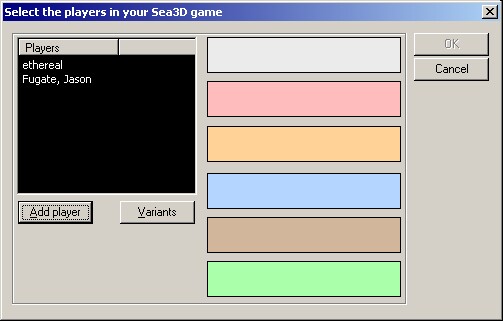 Select the players in your Sea3D game
Players
ethereal
Fugate, Jason
Add player
Variants
OK
Cancel